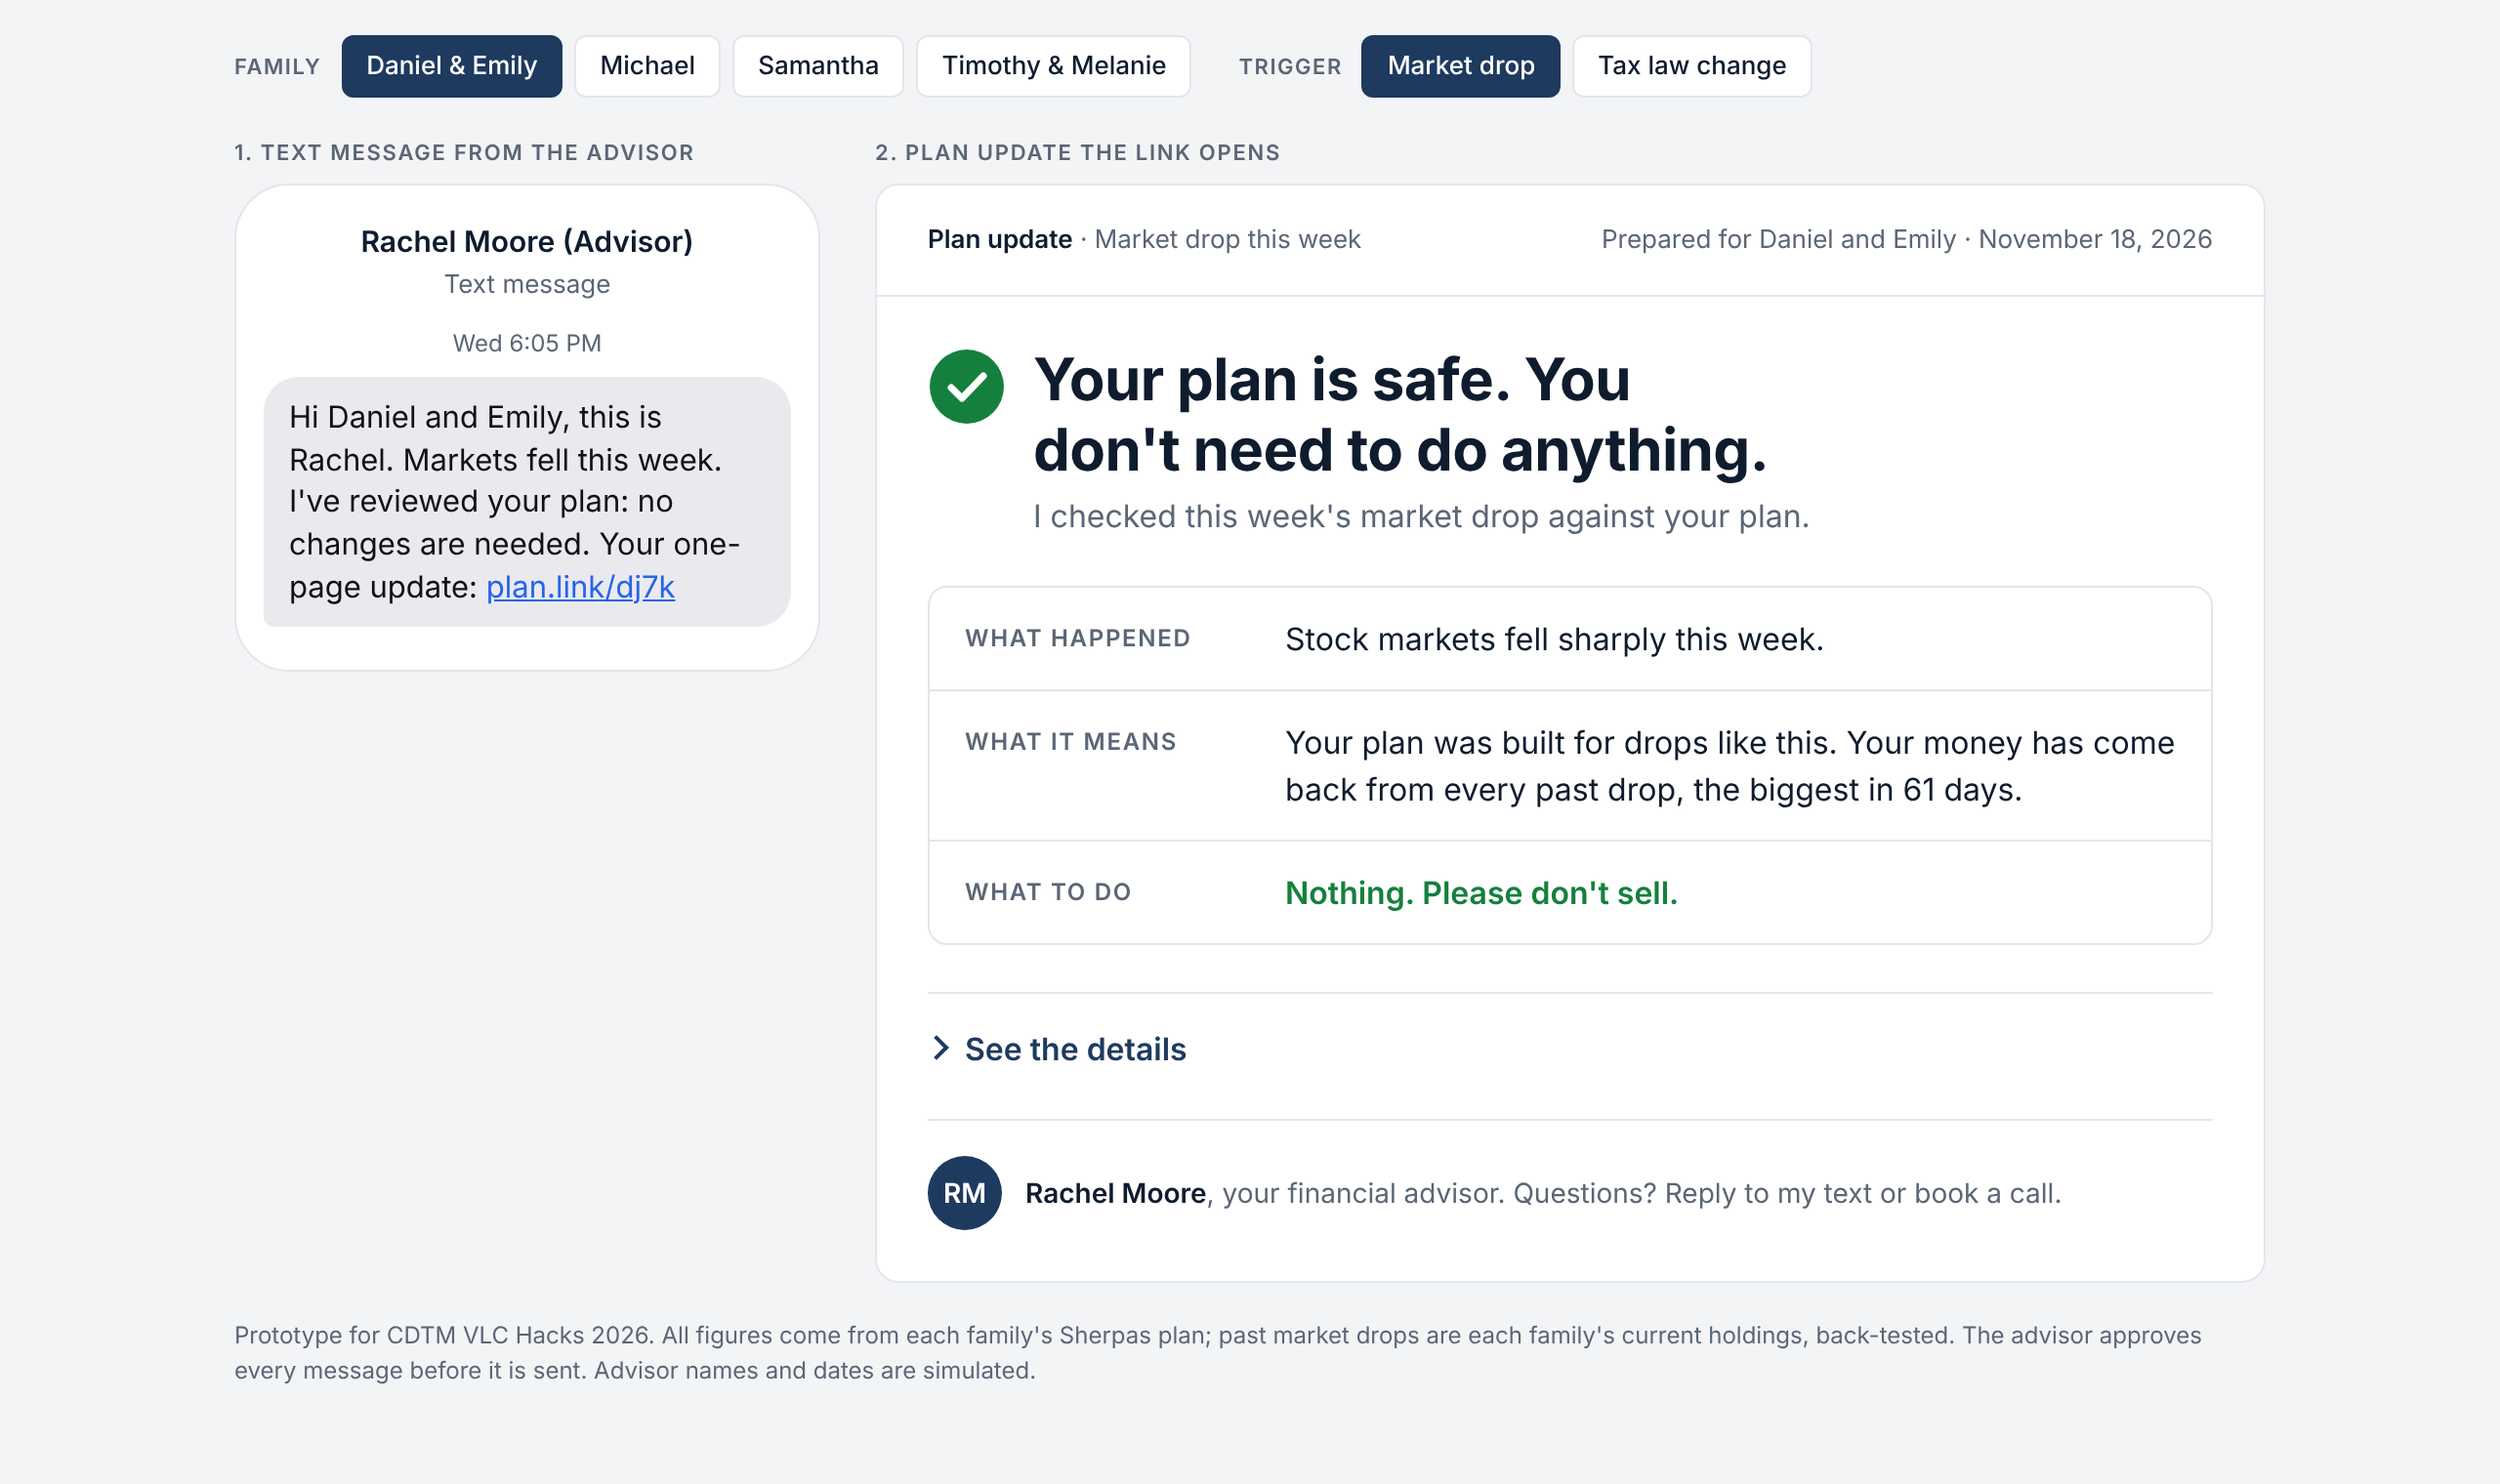 FAMILY Daniel & Emily Michael Samantha Timothy & Melanie TRIGGER Market drop Tax law change
1. TEXT MESSAGE FROM THE ADVISOR
Rachel Moore (Advisor)
Text message
Wed 6:05 PM
Hi Daniel and Emily, this is
Rachel. Markets fell this week.
I've reviewed your plan: no
changes are needed. Your one-
page update: plan.link/dj7k
2. PLAN UPDATE THE LINK OPENS
Plan update · Market drop this week
Prepared for Daniel and Emily · November 18, 2026
Your plan is safe. You
don't need to do anything.
I checked this week's market drop against your plan.
WHAT HAPPENED
Stock markets fell sharply this week.
WHAT IT MEANS
Your plan was built for drops like this. Your money has come
back from every past drop, the biggest in 61 days.
WHAT TO DO
Nothing. Please don't sell.
See the details
RM
Rachel Moore, your financial advisor. Questions? Reply to my text or book a call.
Prototype for CDTM VLC Hacks 2026. All figures come from each family's Sherpas plan; past market drops are each family's current holdings, back-tested. The advisor approves
every message before it is sent. Advisor names and dates are simulated.